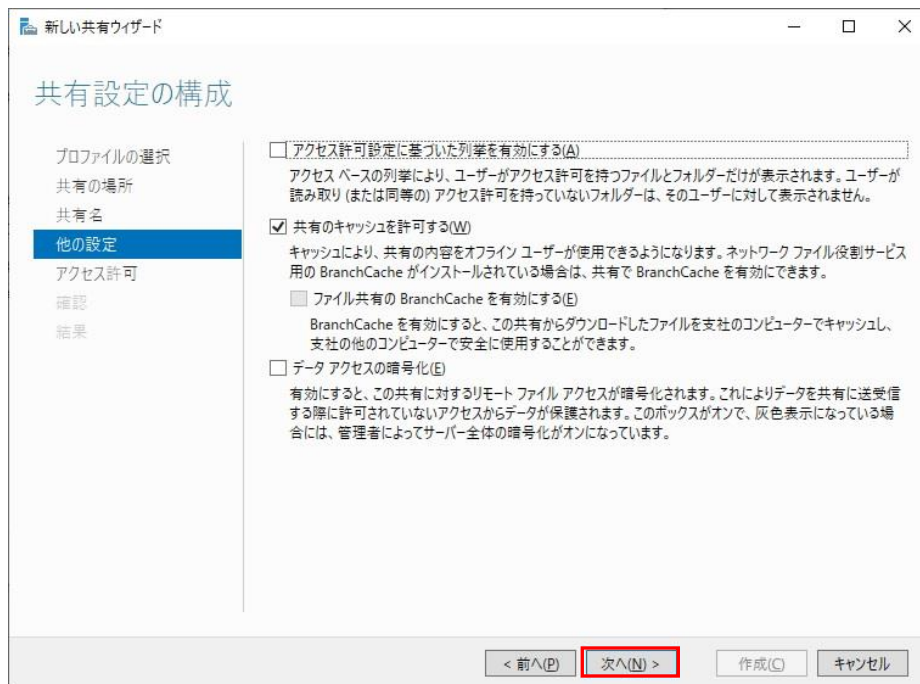 新しい共有ウィザード
共有設定の構成
プロファイルの選択
共有の場所
共有名
他の設定
アクセス許可
確認
結果
アクセス許可設定に基づいた列挙を有効にする(A)
アクセス ベースの列挙により、ユーザーがアクセス許可を持つファイルとフォルダーだけが表示されます。ユーザーが
読み取り (または同等の) アクセス許可を持っていないフォルダーは、そのユーザーに対して表示されません。
共有のキャッシュを許可する(W)
キャッシュにより、共有の内容をオフライン ユーザーが使用できるようになります。ネットワーク ファイル役割サービス
用の BranchCache がインストールされている場合は、共有で BranchCache を有効にできます。
ファイル共有の BranchCache を有効にする(E)
BranchCache を有効にすると、この共有からダウンロードしたファイルを支社のコンピューターでキャッシュし、
支社の他のコンピューターで安全に使用することができます。
データ アクセスの暗号化(E)
有効にすると、この共有に対するリモート ファイル アクセスが暗号化されます。これによりデータを共有に送受信
する際に許可されていないアクセスからデータが保護されます。このボックスがオンで、灰色表示になっている場
合には、管理者によってサーバー全体の暗号化がオンになっています。
< 前へ(P)
次へ(N) >
作成(C)
キャンセル